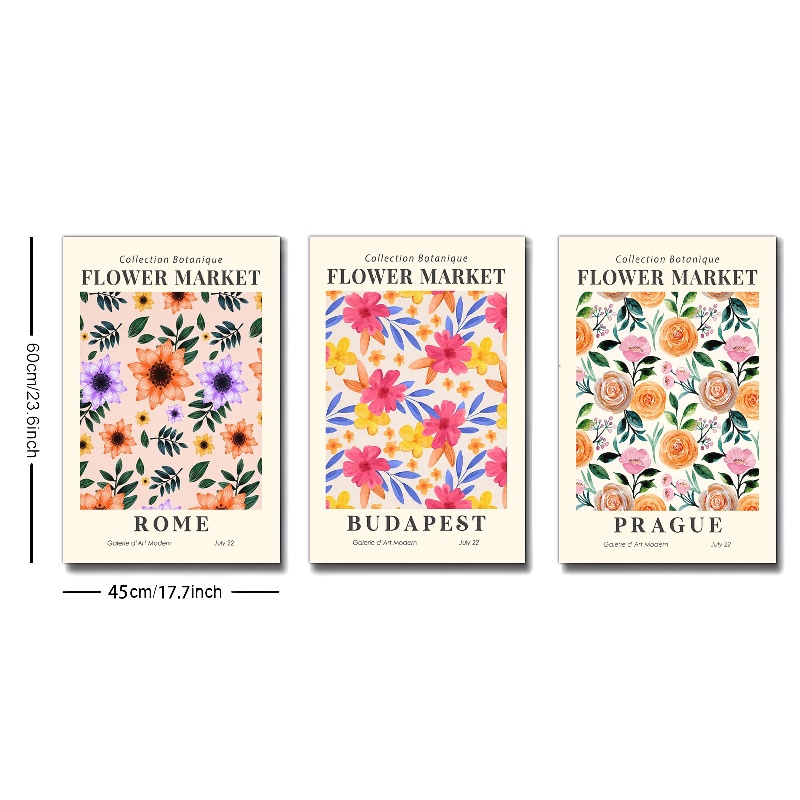 60cm/23.6inch
Collection Botanique
FLOWER MARKET
ROME
Galerie d'Art Modern July 22
Collection Botanique
FLOWER MARKET
BUDAPEST
Galerie d'Art Modern July 22
Collection Botanique
FLOWER MARKET
PRAGUE
Galerie d'Art Modern July 22
45cm/17.7inch